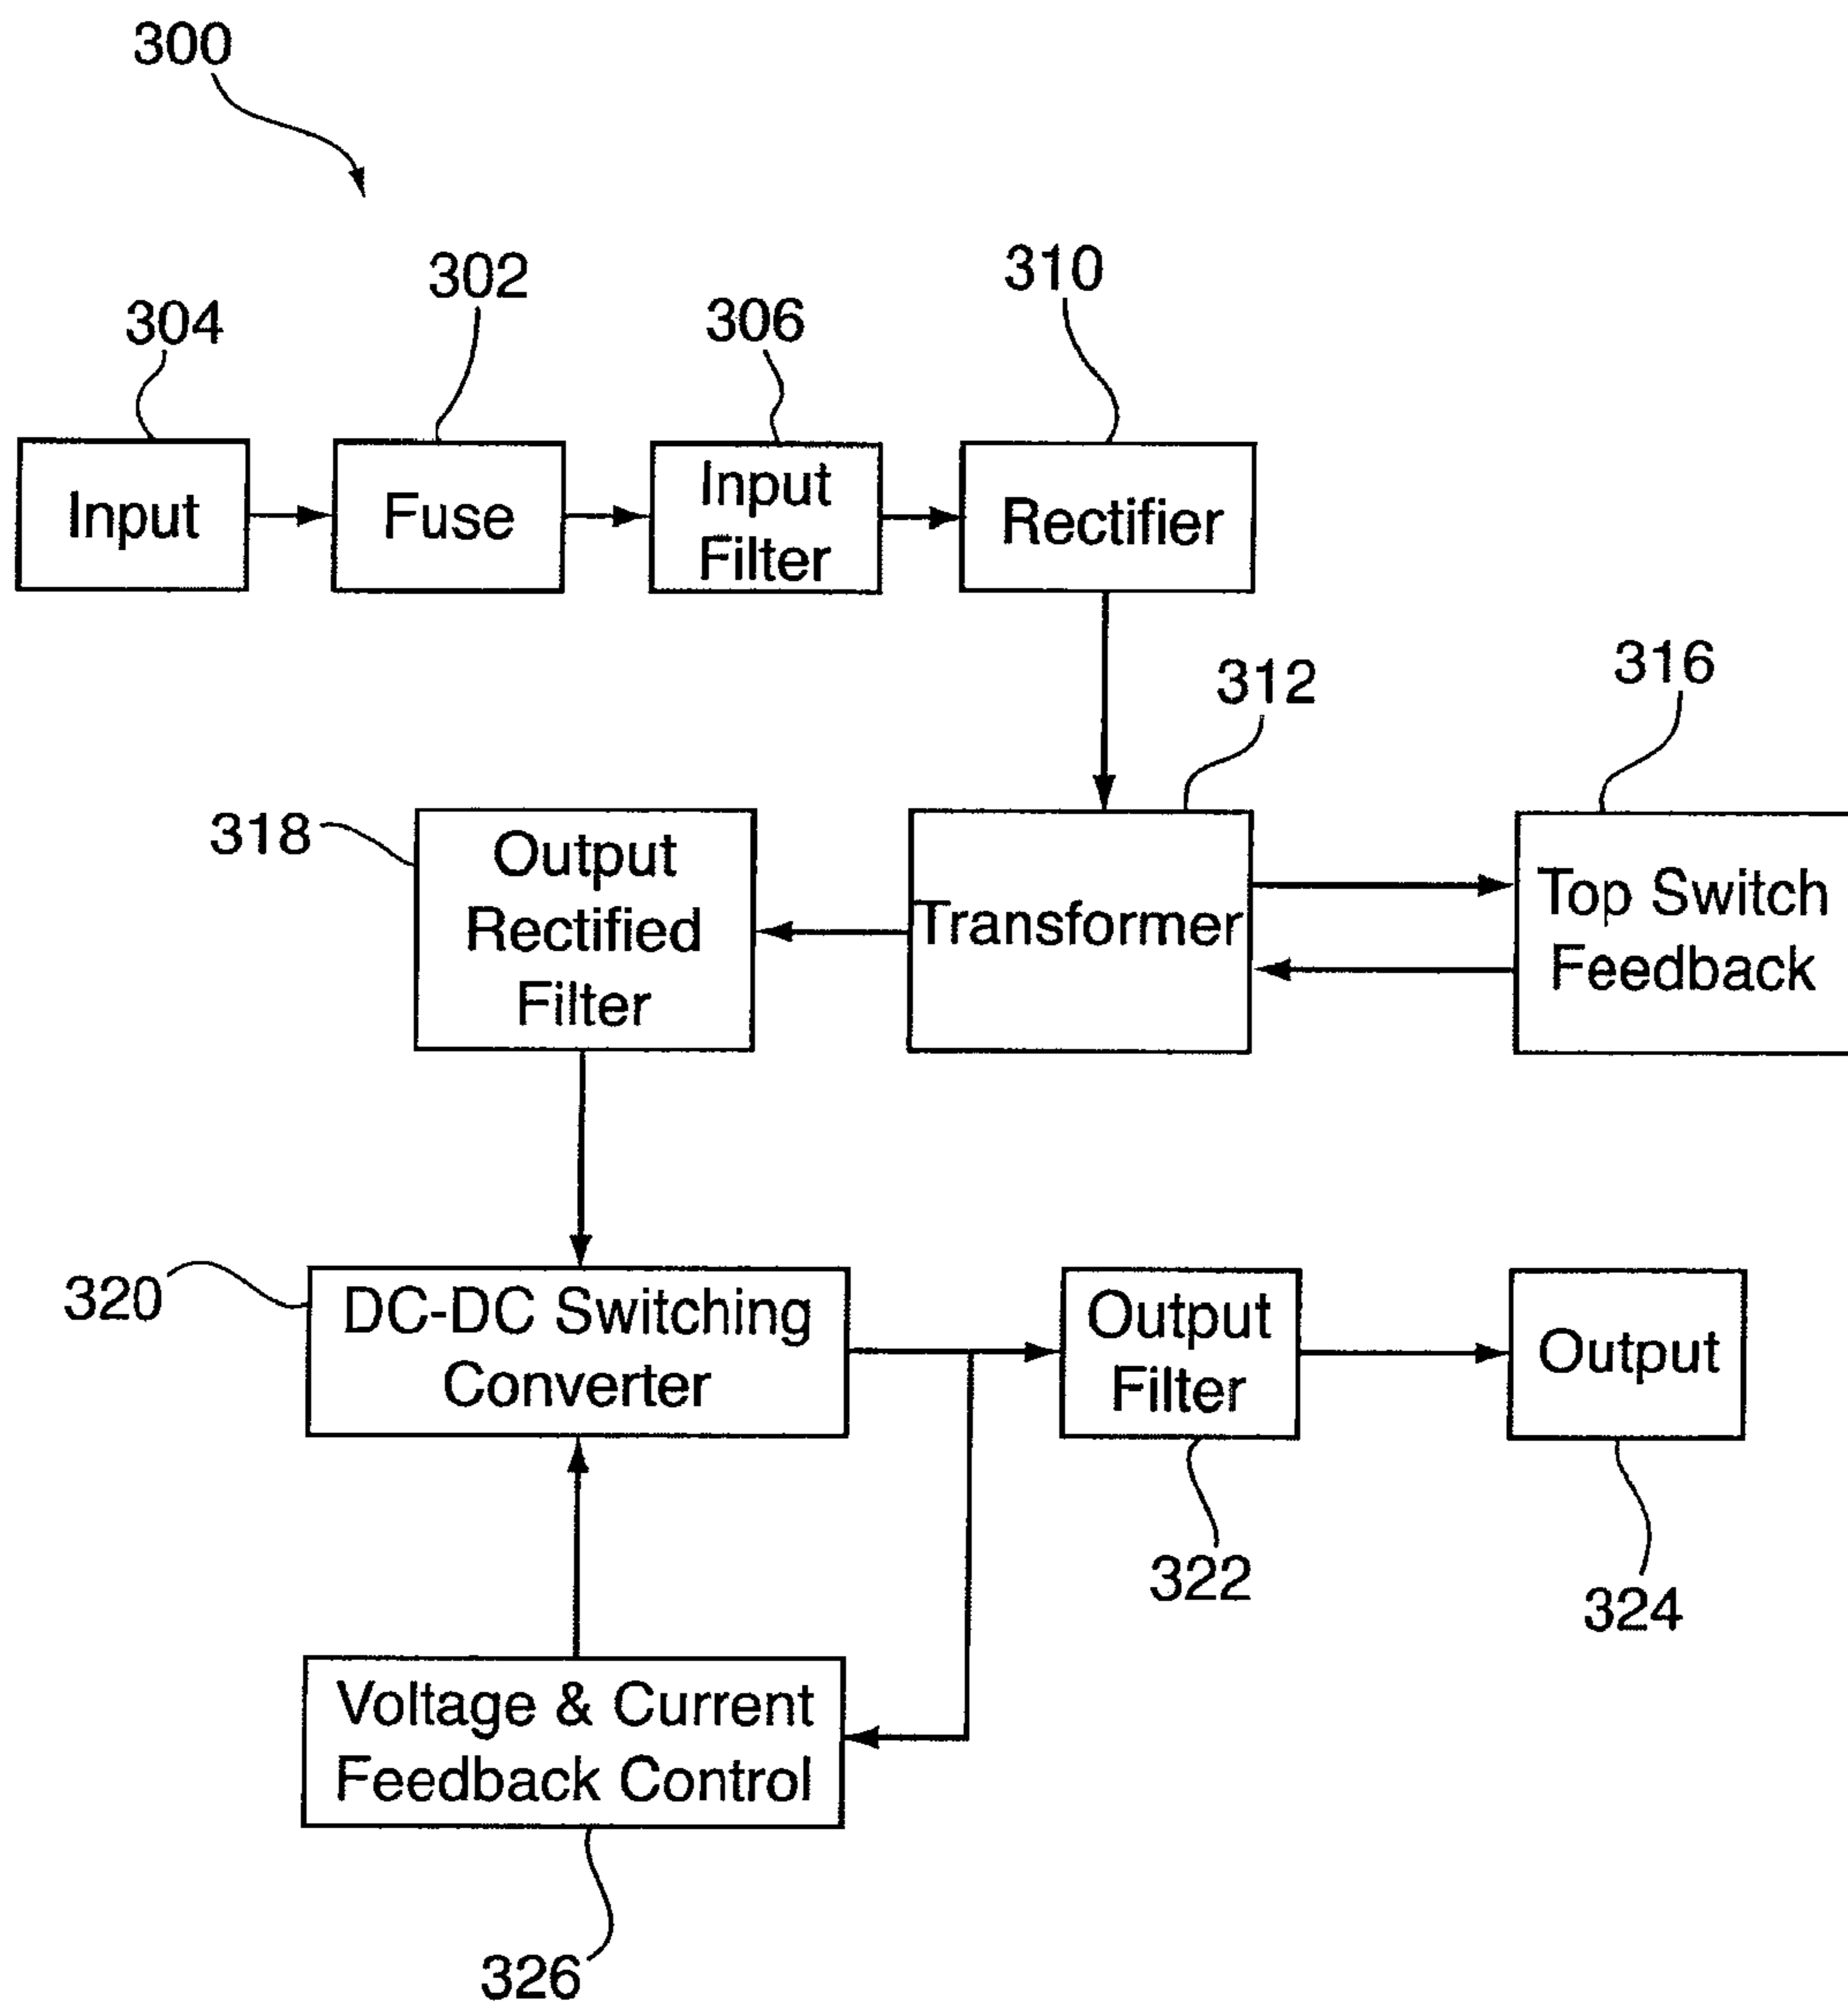 300
304
302
306
310
Input
Fuse
Input
Filter
Rectifier
312
316
318
Output
Rectified
Filter
Transformer
Top Switch
Feedback
320
DC-DC Switching
Converter
Output
Filter
Output
322
324
Voltage & Current
Feedback Control
326